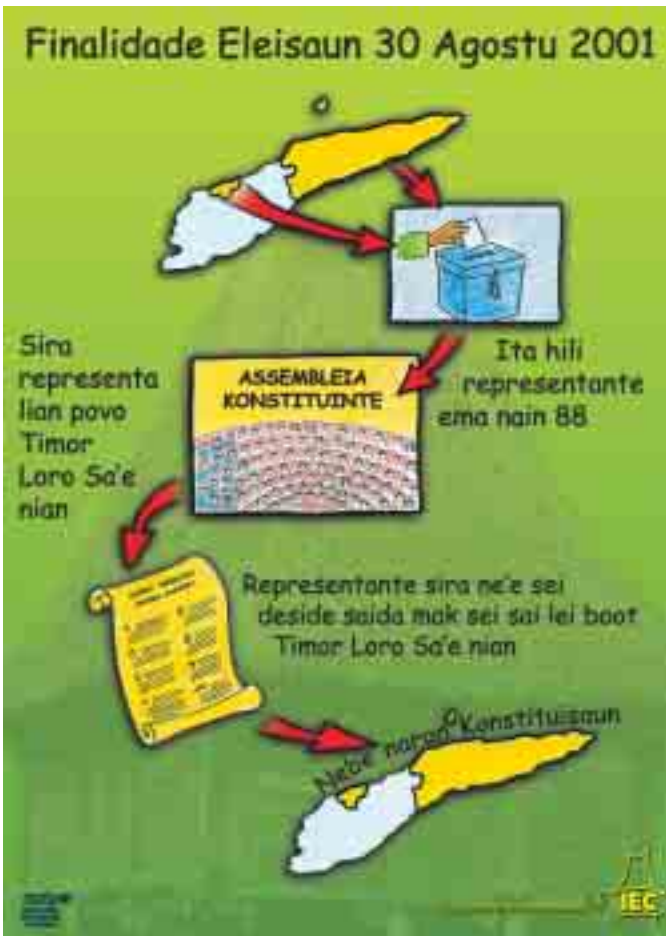 Finalidade Eleisaun 30 Agostu 2001
Ita hili
representante
ema nain 88
ASSEMBLEIA
KONSTITUINTE
Sira
representa
lian povo
Timor
Loro Sa'e
nian
Representante sira ne'e sei
deside saida mak sei sai lei boot
Timor Loro Sa'e nian
Nebe naran Konstituisaun
IEC